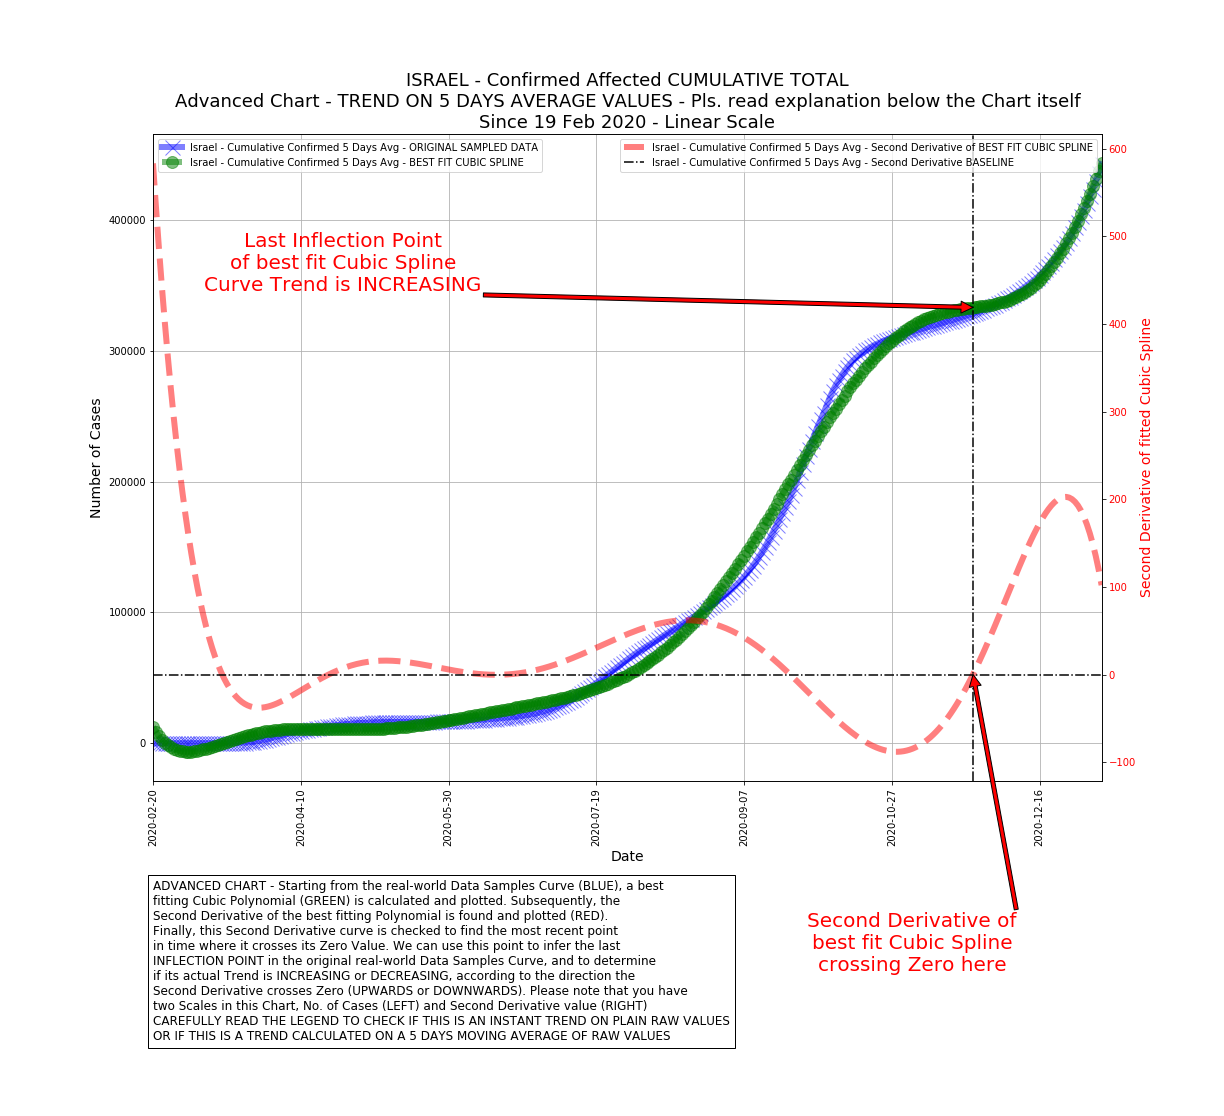 ISRAEL - Confirmed Affected CUMULATIVE TOTAL
Advanced Chart - TREND ON 5 DAYS AVERAGE VALUES - Pls. read explanation below the Chart itself
Since 19 Feb 2020 - Linear Scale
Israel - Cumulative Confirmed 5 Days Avg - ORIGINAL SAMPLED DATA
Israel - Cumulative Confirmed 5 Days Avg - BEST FIT CUBIC SPLINE
Israel - Cumulative Confirmed 5 Days Avg - Second Derivative of BEST FIT CUBIC SPLINE
Israel - Cumulative Confirmed 5 Days Avg - Second Derivative BASELINE
Last Inflection Point
of best fit Cubic Spline
Curve Trend is INCREASING
Number of Cases
400000
300000
200000
100000
0
600
500
400
300
200
100
0
−100
Second Derivative of fitted Cubic Spline
2020-02-20
2020-04-10
2020-05-30
2020-07-19
2020-09-07
2020-10-27
2020-12-16
Date
ADVANCED CHART - Starting from the real-world Data Samples Curve (BLUE), a best
fitting Cubic Polynomial (GREEN) is calculated and plotted. Subsequently, the
Second Derivative of the best fitting Polynomial is found and plotted (RED).
Finally, this Second Derivative curve is checked to find the most recent point
in time where it crosses its Zero Value. We can use this point to infer the last
INFLECTION POINT in the original real-world Data Samples Curve, and to determine
if its actual Trend is INCREASING or DECREASING, according to the direction the
Second Derivative crosses Zero (UPWARDS or DOWNWARDS). Please note that you have
two Scales in this Chart, No. of Cases (LEFT) and Second Derivative value (RIGHT)
CAREFULLY READ THE LEGEND TO CHECK IF THIS IS AN INSTANT TREND ON PLAIN RAW VALUES
OR IF THIS IS A TREND CALCULATED ON A 5 DAYS MOVING AVERAGE OF RAW VALUES
Second Derivative of
best fit Cubic Spline
crossing Zero here